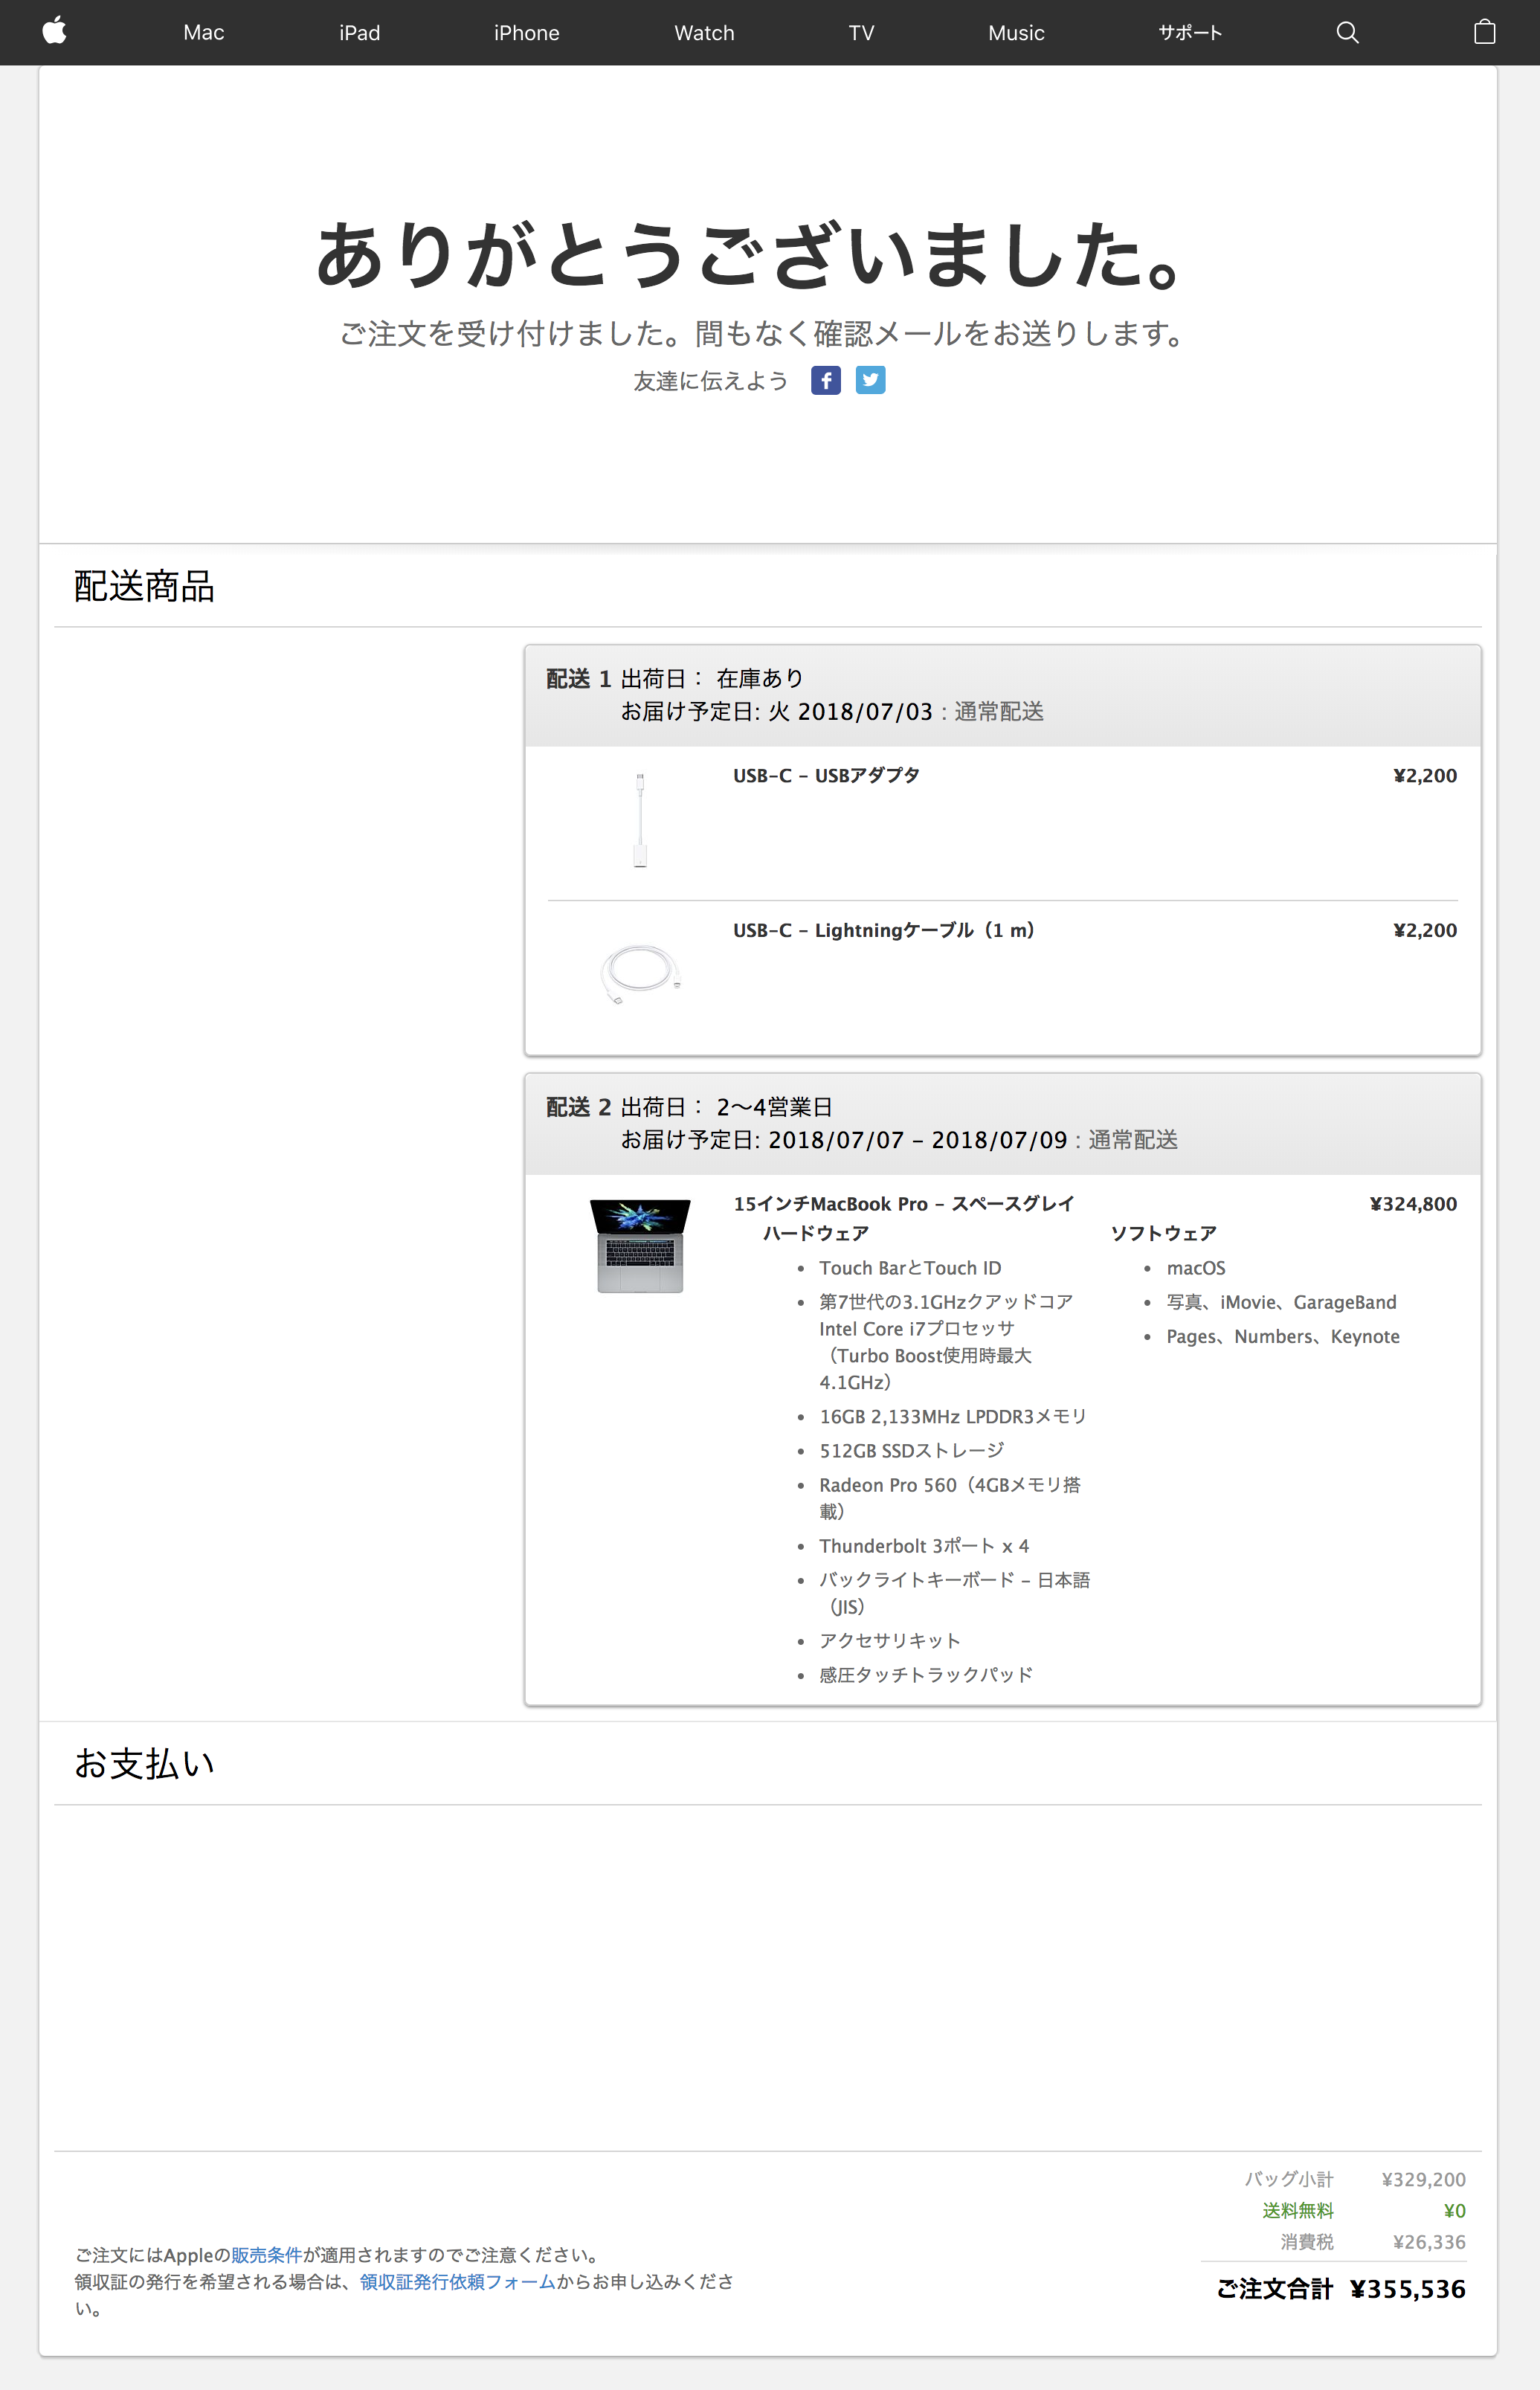 Mac iPad iPhone Watch TV Music サポート
ありがとうございました。
ご注文を受け付けました。間もなく確認メールをお送りします。
友達に伝えよう
配送商品
配送 1 出荷日： 在庫あり
お届け予定日: 火 2018/07/03 : 通常配送
USB-C - USBアダプタ ¥2,200
USB-C - Lightningケーブル（1 m） ¥2,200
配送 2 出荷日： 2〜4営業日
お届け予定日: 2018/07/07 – 2018/07/09 : 通常配送
15インチMacBook Pro - スペースグレイ ¥324,800
ハードウェア
• Touch BarとTouch ID
• 第7世代の3.1GHzクアッドコア
Intel Core i7プロセッサ
（Turbo Boost使用時最大
4.1GHz）
• 16GB 2,133MHz LPDDR3メモリ
• 512GB SSDストレージ
• Radeon Pro 560（4GBメモリ搭
載）
• Thunderbolt 3ポート x 4
• バックライトキーボード - 日本語
（JIS）
• アクセサリキット
• 感圧タッチトラックパッド
ソフトウェア
• macOS
• 写真、iMovie、GarageBand
• Pages、Numbers、Keynote
お支払い
バッグ小計 ¥329,200
送料無料 ¥0
消費税 ¥26,336
ご注文合計 ¥355,536
ご注文にはAppleの販売条件が適用されますのでご注意ください。
領収証の発行を希望される場合は、領収証発行依頼フォームからお申し込みくださ
い。